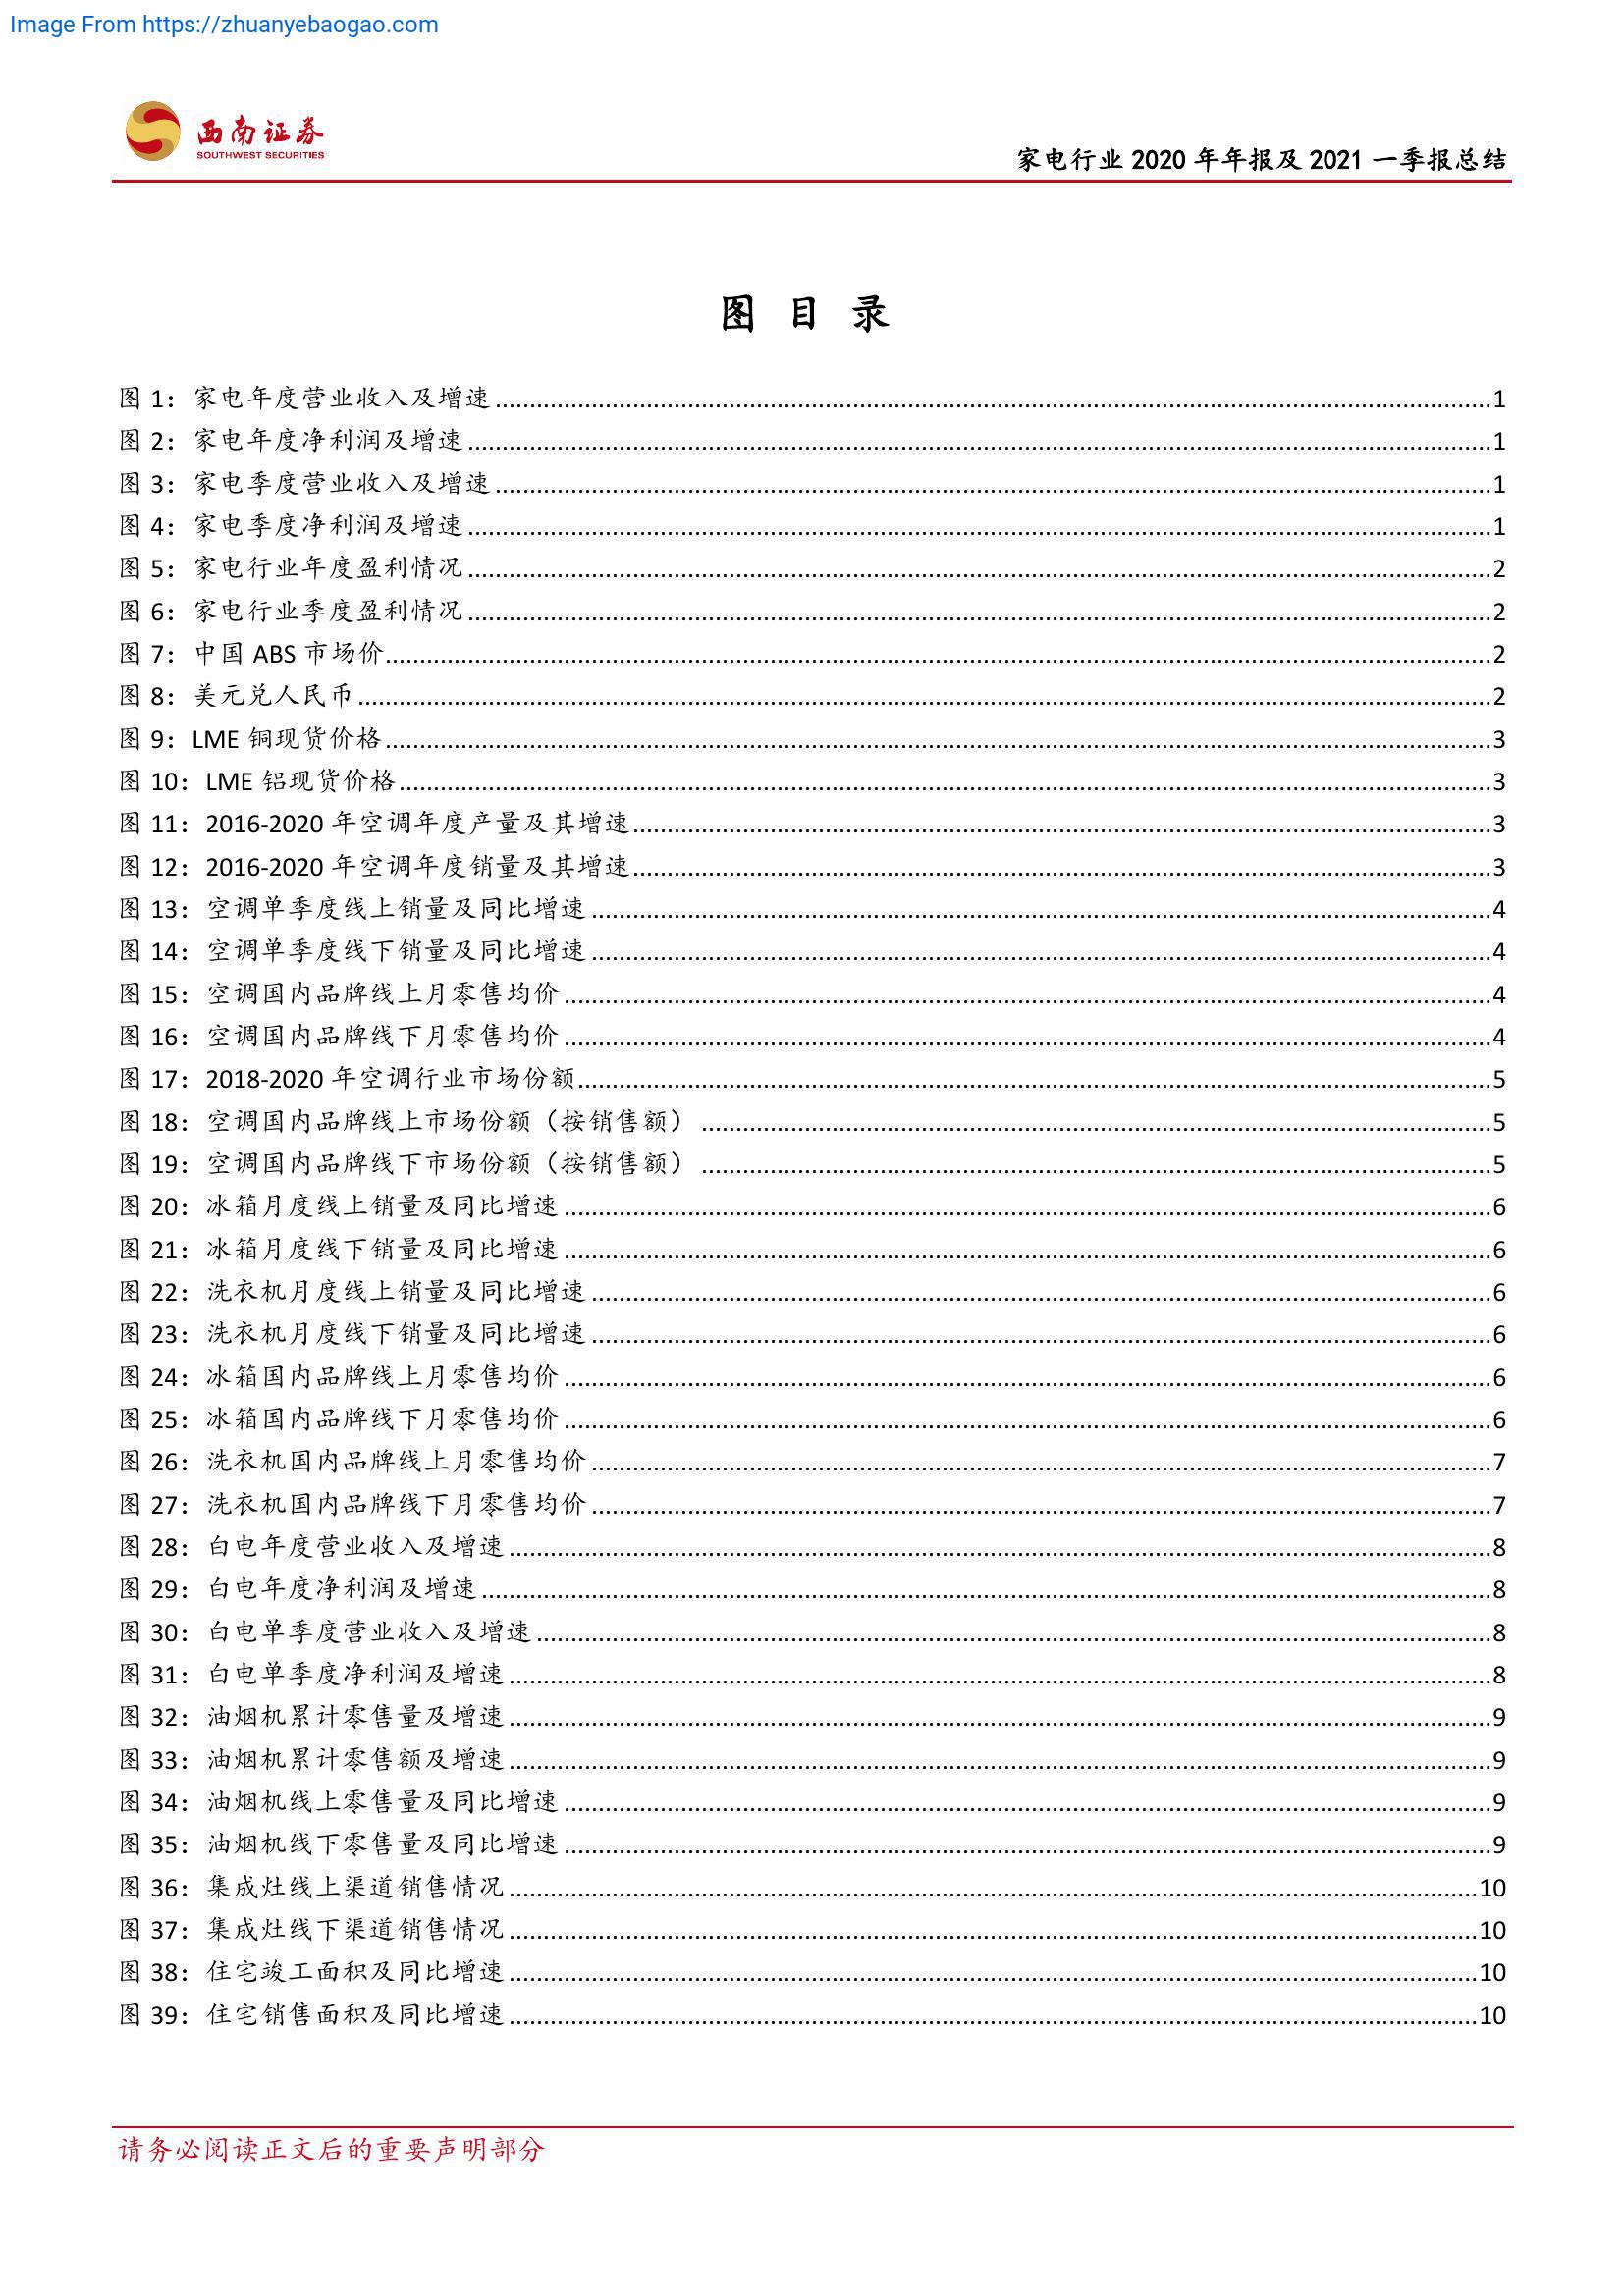 Image From https://zhuanyebaogao.com
西南证券
SOUTHWEST SECURITIES
家电行业 2020 年年报及 2021 一季报总结
图 目 录
图 1：家电年度营业收入及增速........1
图 2：家电年度净利润及增速........1
图 3：家电季度营业收入及增速........1
图 4：家电季度净利润及增速........1
图 5：家电行业年度盈利情况........2
图 6：家电行业季度盈利情况........2
图 7：中国 ABS 市场价........2
图 8：美元兑人民币........2
图 9：LME 铜现货价格........3
图 10：LME 铝现货价格........3
图 11：2016-2020 年空调年度产量及其增速........3
图 12：2016-2020 年空调年度销量及其增速........3
图 13：空调单季度线上销量及同比增速........4
图 14：空调单季度线下销量及同比增速........4
图 15：空调国内品牌线上月零售均价........4
图 16：空调国内品牌线下月零售均价........4
图 17：2018-2020 年空调行业市场份额........5
图 18：空调国内品牌线上市场份额（按销售额）........5
图 19：空调国内品牌线下市场份额（按销售额）........5
图 20：冰箱月度线上销量及同比增速........6
图 21：冰箱月度线下销量及同比增速........6
图 22：洗衣机月度线上销量及同比增速........6
图 23：洗衣机月度线下销量及同比增速........6
图 24：冰箱国内品牌线上月零售均价........6
图 25：冰箱国内品牌线下月零售均价........6
图 26：洗衣机国内品牌线上月零售均价........7
图 27：洗衣机国内品牌线下月零售均价........7
图 28：白电年度营业收入及增速........8
图 29：白电年度净利润及增速........8
图 30：白电单季度营业收入及增速........8
图 31：白电单季度净利润及增速........8
图 32：油烟机累计零售量及增速........9
图 33：油烟机累计零售额及增速........9
图 34：油烟机线上零售量及同比增速........9
图 35：油烟机线下零售量及同比增速........9
图 36：集成灶线上渠道销售情况........10
图 37：集成灶线下渠道销售情况........10
图 38：住宅竣工面积及同比增速........10
图 39：住宅销售面积及同比增速........10
请务必阅读正文后的重要声明部分